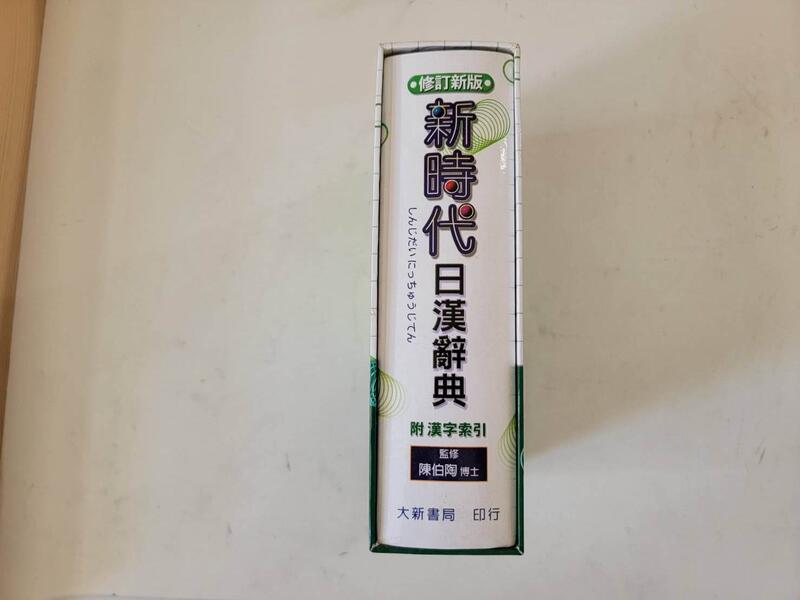 修訂新版
新時代
しんじだいにっちゅうじてん
日漢辭典
附 漢字索引
監修
陳伯陶 博士
大新書局 印行